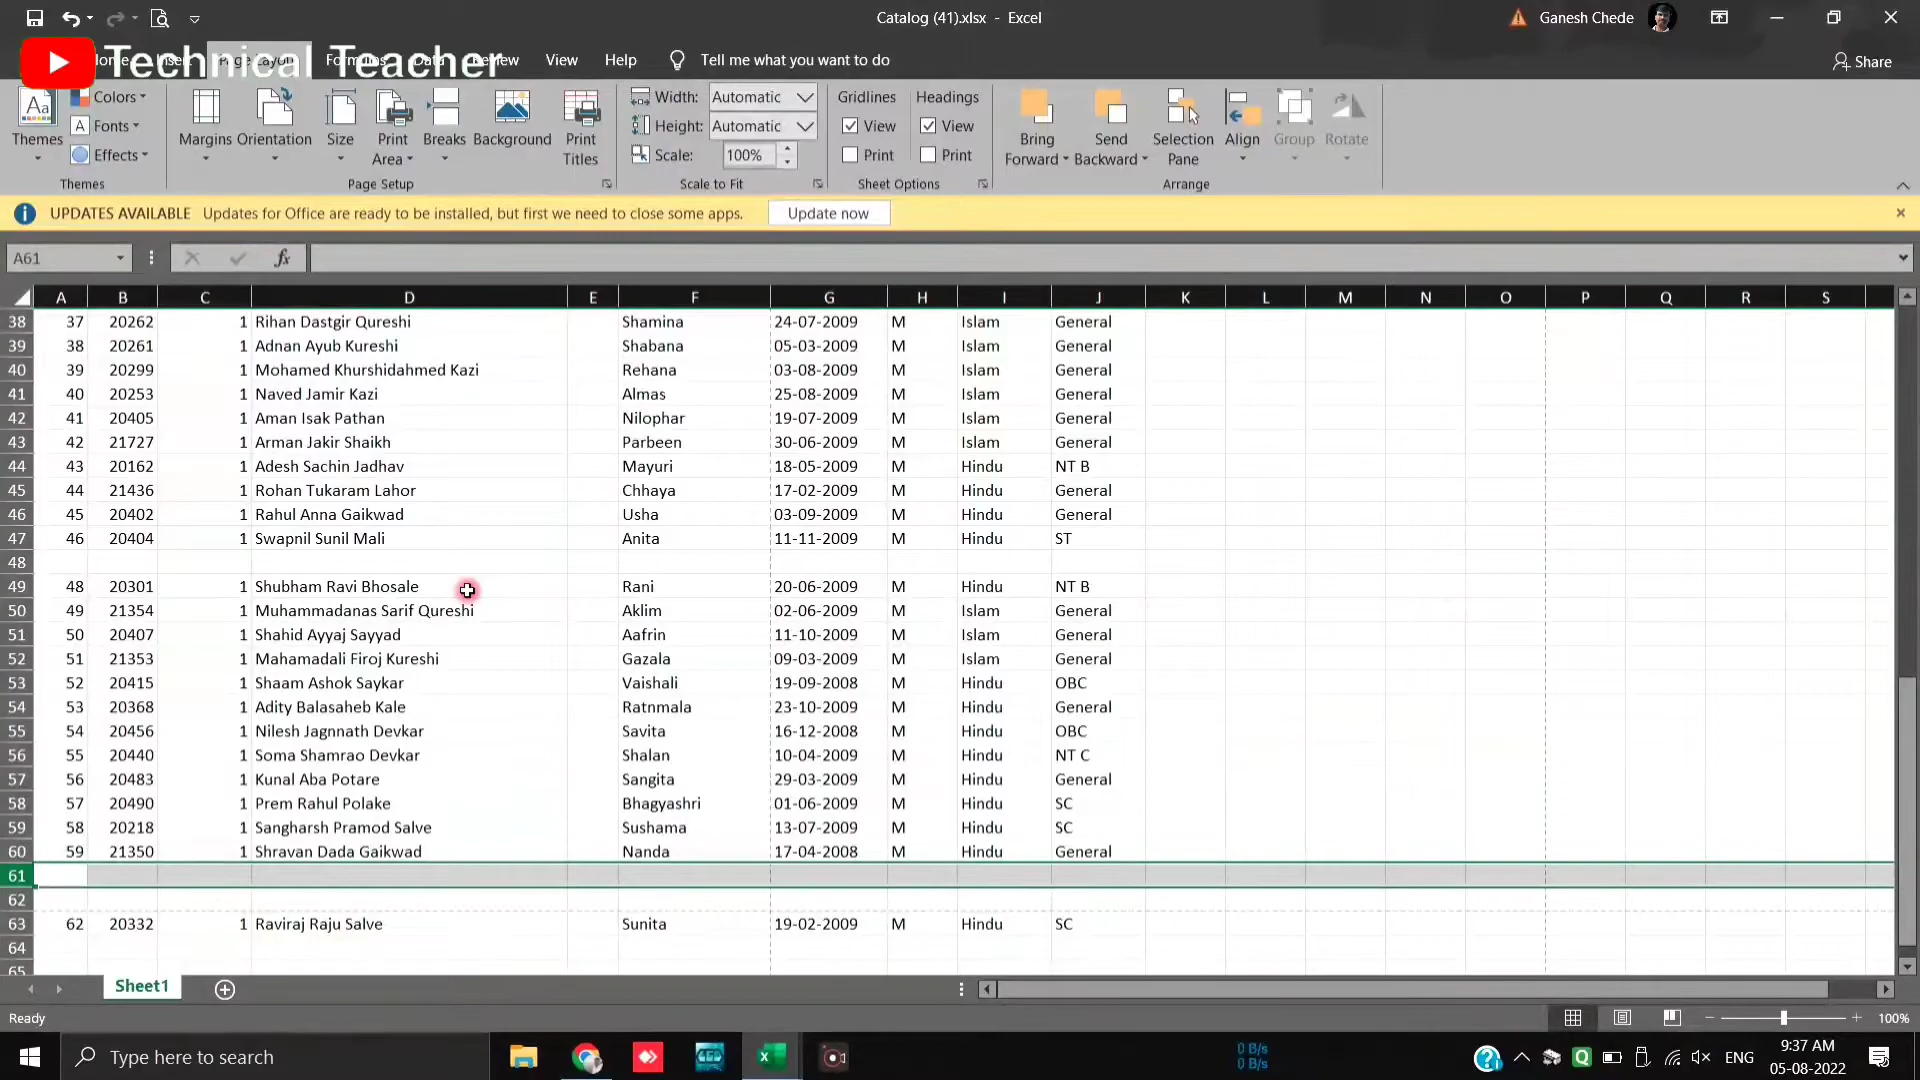 Catalog (41).xlsx - Excel
Ganesh Chede
Technical Teacher
View Help Tell me what you want to do Share
Themes
Colors
Fonts
Effects
Themes
Margins Orientation Size Print Area Breaks Background Print Titles
Page Setup
Width: Automatic
Height: Automatic
Scale: 100%
Scale to Fit
Gridlines Headings
View View
Print Print
Sheet Options
Bring Forward Send Backward Selection Pane Align Group Rotate
Arrange
UPDATES AVAILABLE Updates for Office are ready to be installed, but first we need to close some apps. Update now
A61 fx
A B C D E F G H I J K L M N O P Q R S
38 37 20262 1 Rihan Dastgir Qureshi Shamina 24-07-2009 M Islam General
39 38 20261 1 Adnan Ayub Kureshi Shabana 05-03-2009 M Islam General
40 39 20299 1 Mohamed Khurshidahmed Kazi Rehana 03-08-2009 M Islam General
41 40 20253 1 Naved Jamir Kazi Almas 25-08-2009 M Islam General
42 41 20405 1 Aman Isak Pathan Nilophar 19-07-2009 M Islam General
43 42 21727 1 Arman Jakir Shaikh Parbeen 30-06-2009 M Islam General
44 43 20162 1 Adesh Sachin Jadhav Mayuri 18-05-2009 M Hindu NT B
45 44 21436 1 Rohan Tukaram Lahor Chhaya 17-02-2009 M Hindu General
46 45 20402 1 Rahul Anna Gaikwad Usha 03-09-2009 M Hindu General
47 46 20404 1 Swapnil Sunil Mali Anita 11-11-2009 M Hindu ST
48
49 48 20301 1 Shubham Ravi Bhosale Rani 20-06-2009 M Hindu NT B
50 49 21354 1 Muhammadanas Sarif Qureshi Aklim 02-06-2009 M Islam General
51 50 20407 1 Shahid Ayyaj Sayyad Aafrin 11-10-2009 M Islam General
52 51 21353 1 Mahamadali Firoj Kureshi Gazala 09-03-2009 M Islam General
53 52 20415 1 Shaam Ashok Saykar Vaishali 19-09-2008 M Hindu OBC
54 53 20368 1 Adity Balasaheb Kale Ratnmala 23-10-2009 M Hindu General
55 54 20456 1 Nilesh Jagnnath Devkar Savita 16-12-2008 M Hindu OBC
56 55 20440 1 Soma Shamrao Devkar Shalan 10-04-2009 M Hindu NT C
57 56 20483 1 Kunal Aba Potare Sangita 29-03-2009 M Hindu General
58 57 20490 1 Prem Rahul Polake Bhagyashri 01-06-2009 M Hindu SC
59 58 20218 1 Sangharsh Pramod Salve Sushama 13-07-2009 M Hindu SC
60 59 21350 1 Shravan Dada Gaikwad Nanda 17-04-2008 M Hindu General
61
62
63 62 20332 1 Raviraj Raju Salve Sunita 19-02-2009 M Hindu SC
64
65
Sheet1
Ready 100%
Type here to search
0 B/s
0 B/s
ENG
9:37 AM
05-08-2022